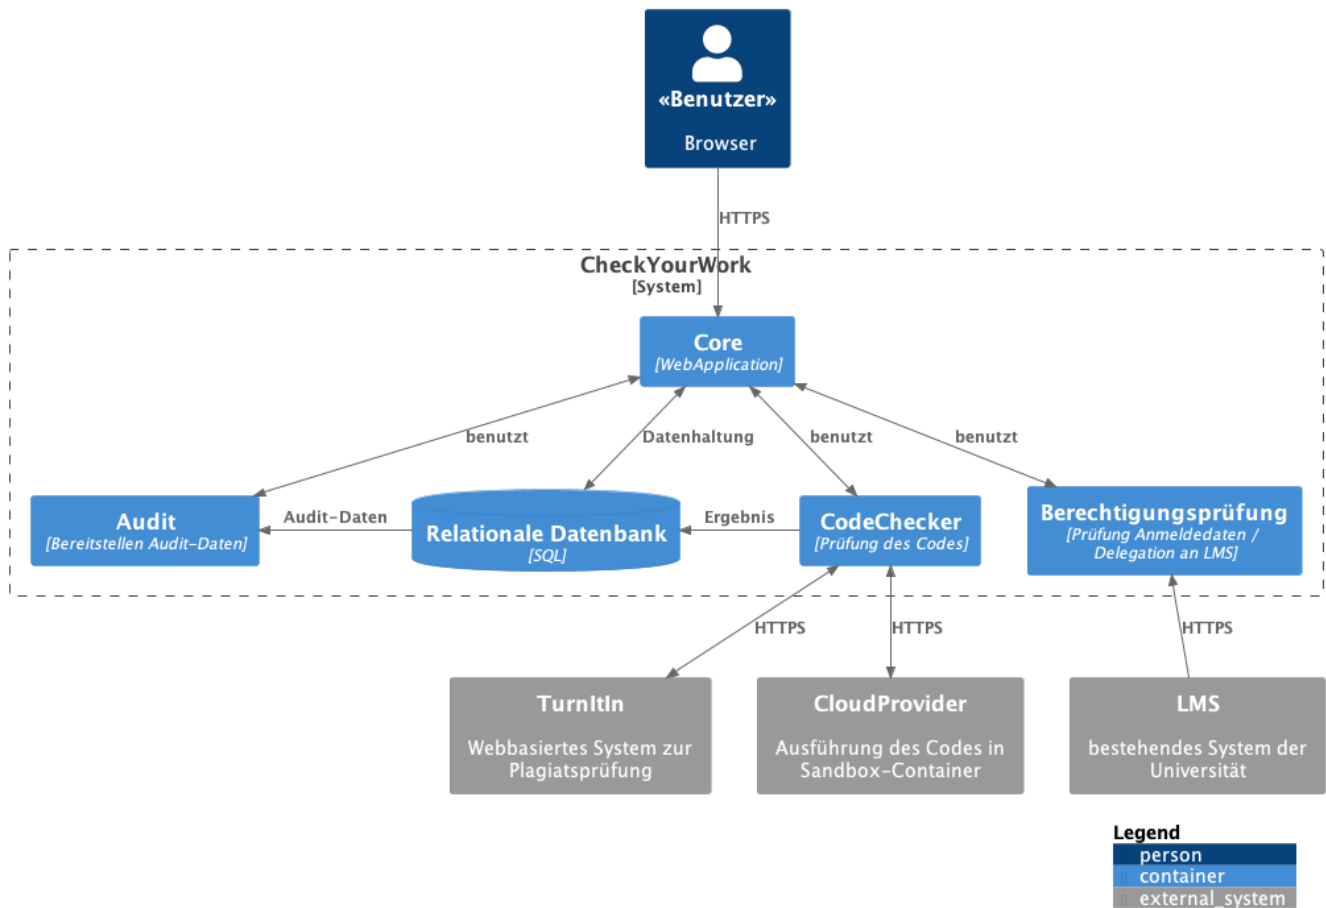 «Benutzer»
Browser
HTTPS
CheckYourWork
[System]
Core
[WebApplication]
benutzt
Datenhaltung
benutzt
benutzt
Audit
[Bereitstellen Audit-Daten]
Audit-Daten
Relationale Datenbank
[SQL]
Ergebnis
CodeChecker
[Prüfung des Codes]
Berechtigungsprüfung
[Prüfung Anmeldedaten /
Delegation an LMS]
HTTPS
HTTPS
HTTPS
TurnItIn
Webbasiertes System zur
Plagiatsprüfung
CloudProvider
Ausführung des Codes in
Sandbox-Container
LMS
bestehendes System der
Universität
Legend
person
container
external_system